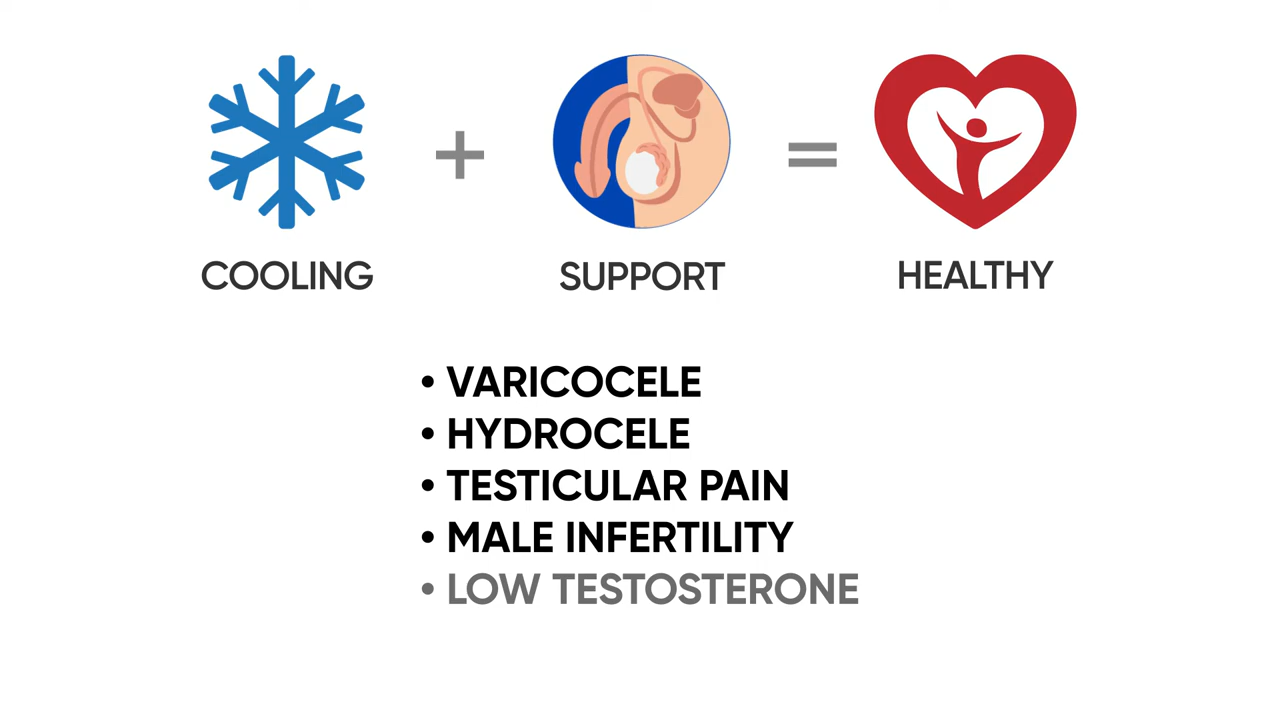 COOLING + SUPPORT = HEALTHY
• VARICOCELE
• HYDROCELE
• TESTICULAR PAIN
• MALE INFERTILITY
• LOW TESTOSTERONE